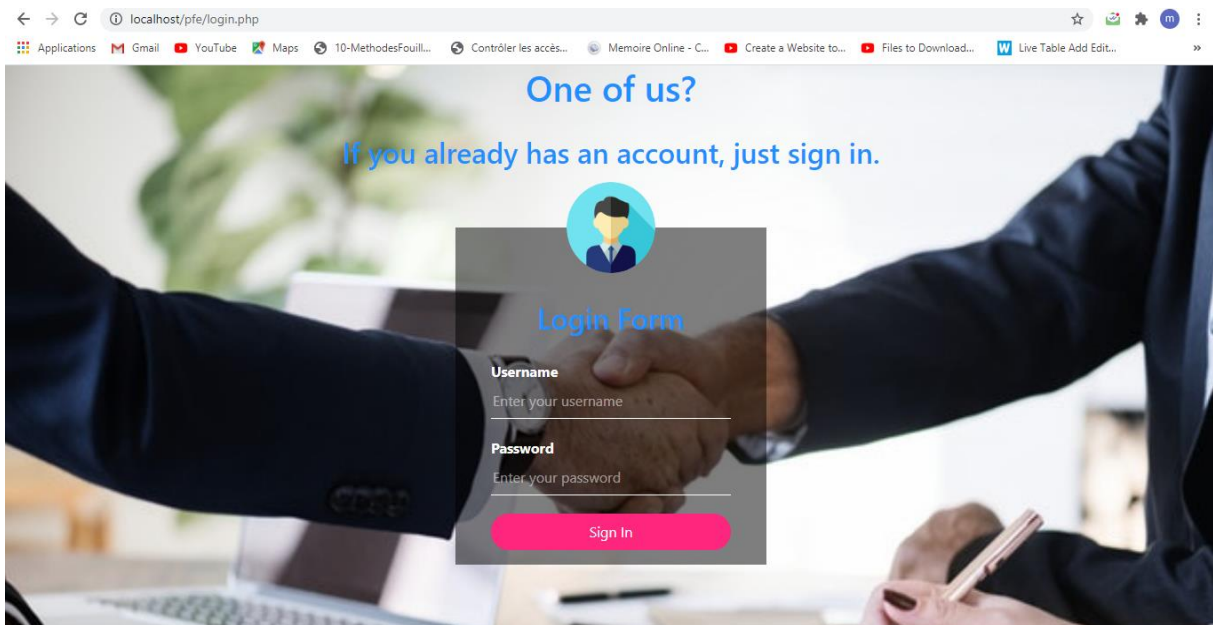 localhost/pfe/login.php
m
Applications Gmail YouTube Maps 10-MethodesFouill... Contrôler les accès... Memoire Online - C... Create a Website to... Files to Download... W Live Table Add Edit... »
One of us?
If you already has an account, just sign in.
Login Form
Username
Enter your username
Password
Enter your password
Sign In